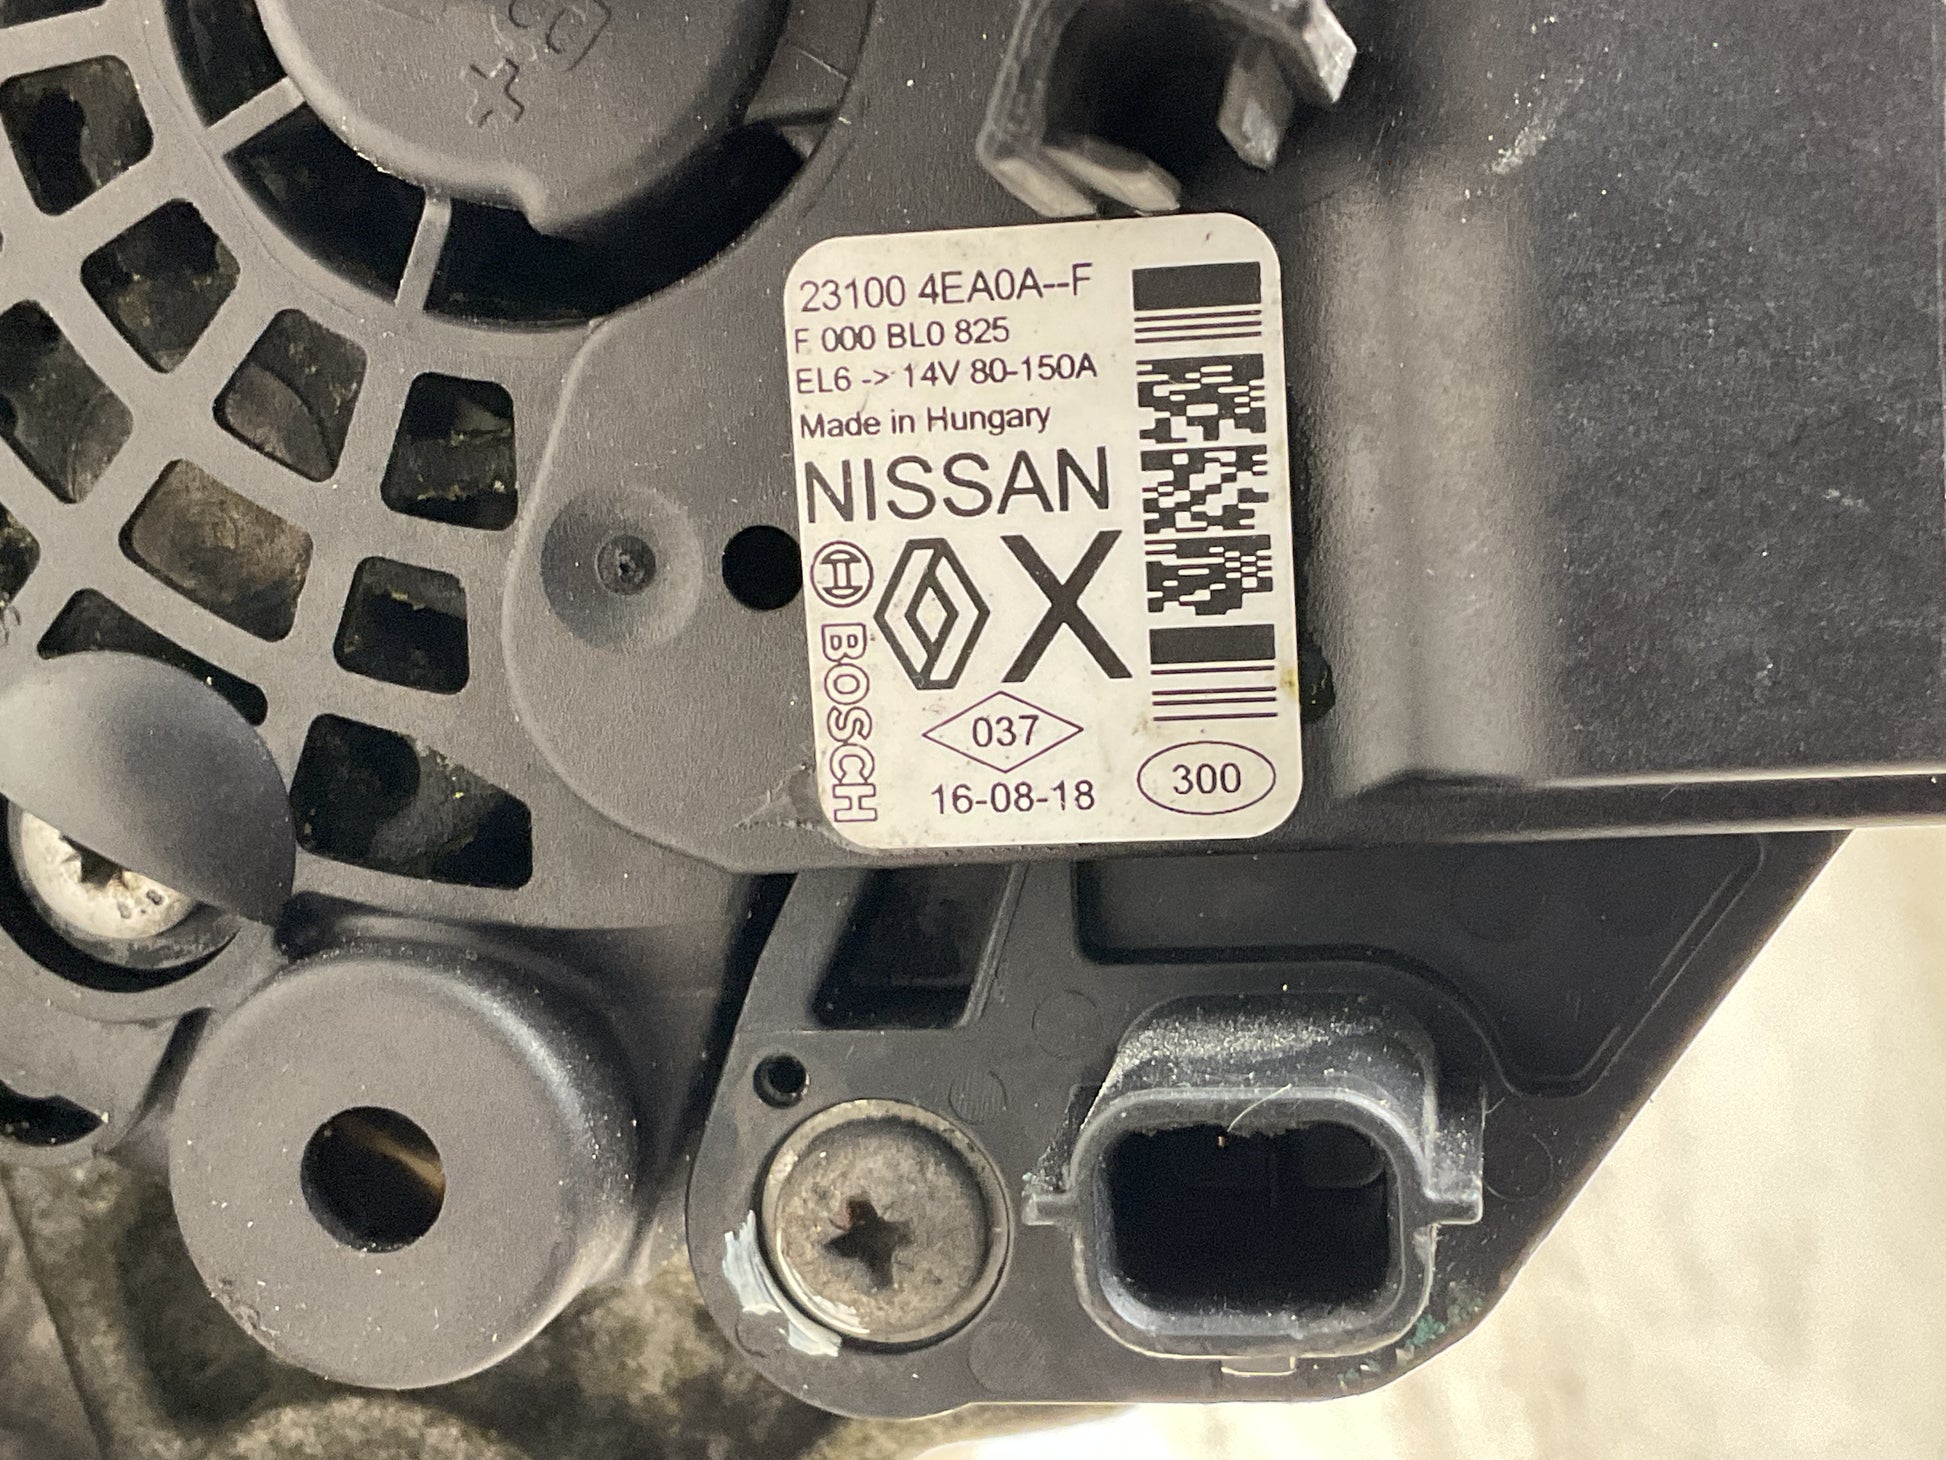 23100 4EA0A--F
F 000 BL0 825
EL6 -> 14V 80-150A
Made in Hungary
NISSAN
X
BOSCH
037
16-08-18
300